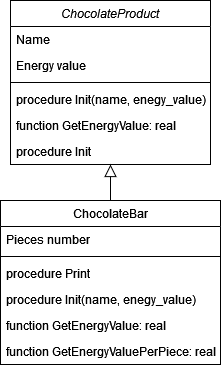 ChocolateProduct
Name
Energy value
procedure Init(name, enegy_value)
function GetEnergyValue: real
procedure Init
ChocolateBar
Pieces number
procedure Print
procedure Init(name, enegy_value)
function GetEnergyValue: real
function GetEnergyValuePerPiece: real